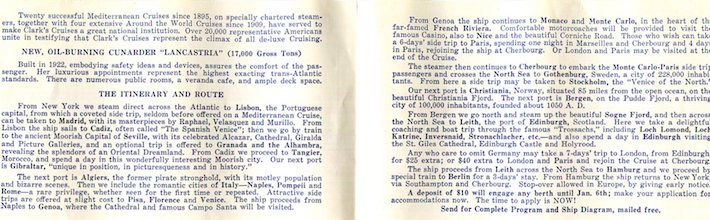 Twenty successful Mediterranean Cruises since 1895, on specially chartered steam-
ers, together with four extensive Around the World cruises since 1909, have served to
make Clark's Cruises a great national institution. Over 20,000 representative Americans
unite in testifying that Clark's Cruises represent the climax of all de-luxe Cruising.
NEW, OIL-BURNING CUNARDER "LANCASTRIA" (17,000 Gross Tons)
Built in 1922, embodying safety ideas and devices, assures the comfort of the pas-
senger. Her luxurious appointments represent the highest exacting trans-Atlantic
standards. There are numerous public rooms, a veranda cafe, and ample deck space.
THE ITINERARY AND ROUTE
From New York we steam direct across the Atlantic to Lisbon, the Portuguese
capital, from which a coveted side trip, seldom before offered on a Mediterranean Cruise,
can be taken to Madrid, with its masterpieces by Raphael, Velasquez and Murillo. From
Lisbon the ship sails to Cadiz, often called "The Spanish Venice"; then we go by train
to the ancient Moorish Capital of Seville, with its celebrated Alcazar, Cathedral, Giralda
and Picture Galleries, and an optional trip is offered to Granada and the Alhambra,
revealing the splendors of an Oriental Dreamland. From Cadiz we proceed to Tangier,
Morocco, and spend a day in this wonderfully interesting Moorish city. Our next port
is Gibraltar, "unique in position, in picturesqueness and in history."
The next port is Algiers, the former pirate stronghold, with its motley population
and bizarre scenes. Then we include the romantic cities of Italy—Naples, Pompeii and
Rome—a rare privilege, whether seen for the first time or repeated. Attractive side
trips are offered at slight cost to Pisa, Florence and Venice. The ship proceeds from
Naples to Genoa, where the Cathedral and famous Campo Santa will be visited.
From Genoa the ship continues to Monaco and Monte Carlo, in the heart of the
far-famed French Riviera. Comfortable motorcoaches will be provided to visit the
famous Casino, also to Nice and the beautiful Corniche Road. Those who wish can take
a 6-days' side trip to Paris, spending one night in Marseilles and Cherbourg and 4 days
in Paris, rejoining the ship at Cherbourg. Or London and Paris may be visited at the
end of the Cruise.
The steamer then continues to Cherbourg to embark the Monte Carlo-Paris side trip
passengers and crosses the North Sea to Gothenburg, Sweden, a city of 228,000 inhabi-
tants. From here a side trip may be taken to Stockholm, the "Venice of the North."
Our next port is Christiania, Norway, situated 85 miles from the open ocean, on the
beautiful Christiania Fjord. The next port is Bergen, on the Pudde Fjord, a thriving
city of 100,000 inhabitants, founded about 1050 A. D.
From Bergen we go north and steam up the beautiful Sogne Fjord, and then across
the North Sea to Leith, the port of Edinburgh, Scotland. Here we take a delightful
coaching and boat trip through the famous "Trossachs," including Loch Lomond, Loch
Katrine, Inversnaid, Stronachlacher, etc.—and also spend a day in Edinburgh visiting
the St. Giles Cathedral, Edinburgh Castle and Holyrood.
Any who care to omit Germany may take a 7-days' trip to London, from Edinburgh
for $25 extra; or $40 extra to London and Paris and rejoin the Cruise at Cherbourg.
The ship proceeds from Leith across the North Sea to Hamburg and we proceed by
special train to Berlin for a 3-days' stay. From Hamburg the ship returns to New York
via Southampton and Cherbourg. Stop-over allowed in Europe, by giving early notice.
A deposit of $10 will engage any berth until Jan. 6th; make your application for
accommodations now. The time to apply is NOW!
Send for Complete Program and Ship Diagram, mailed free.